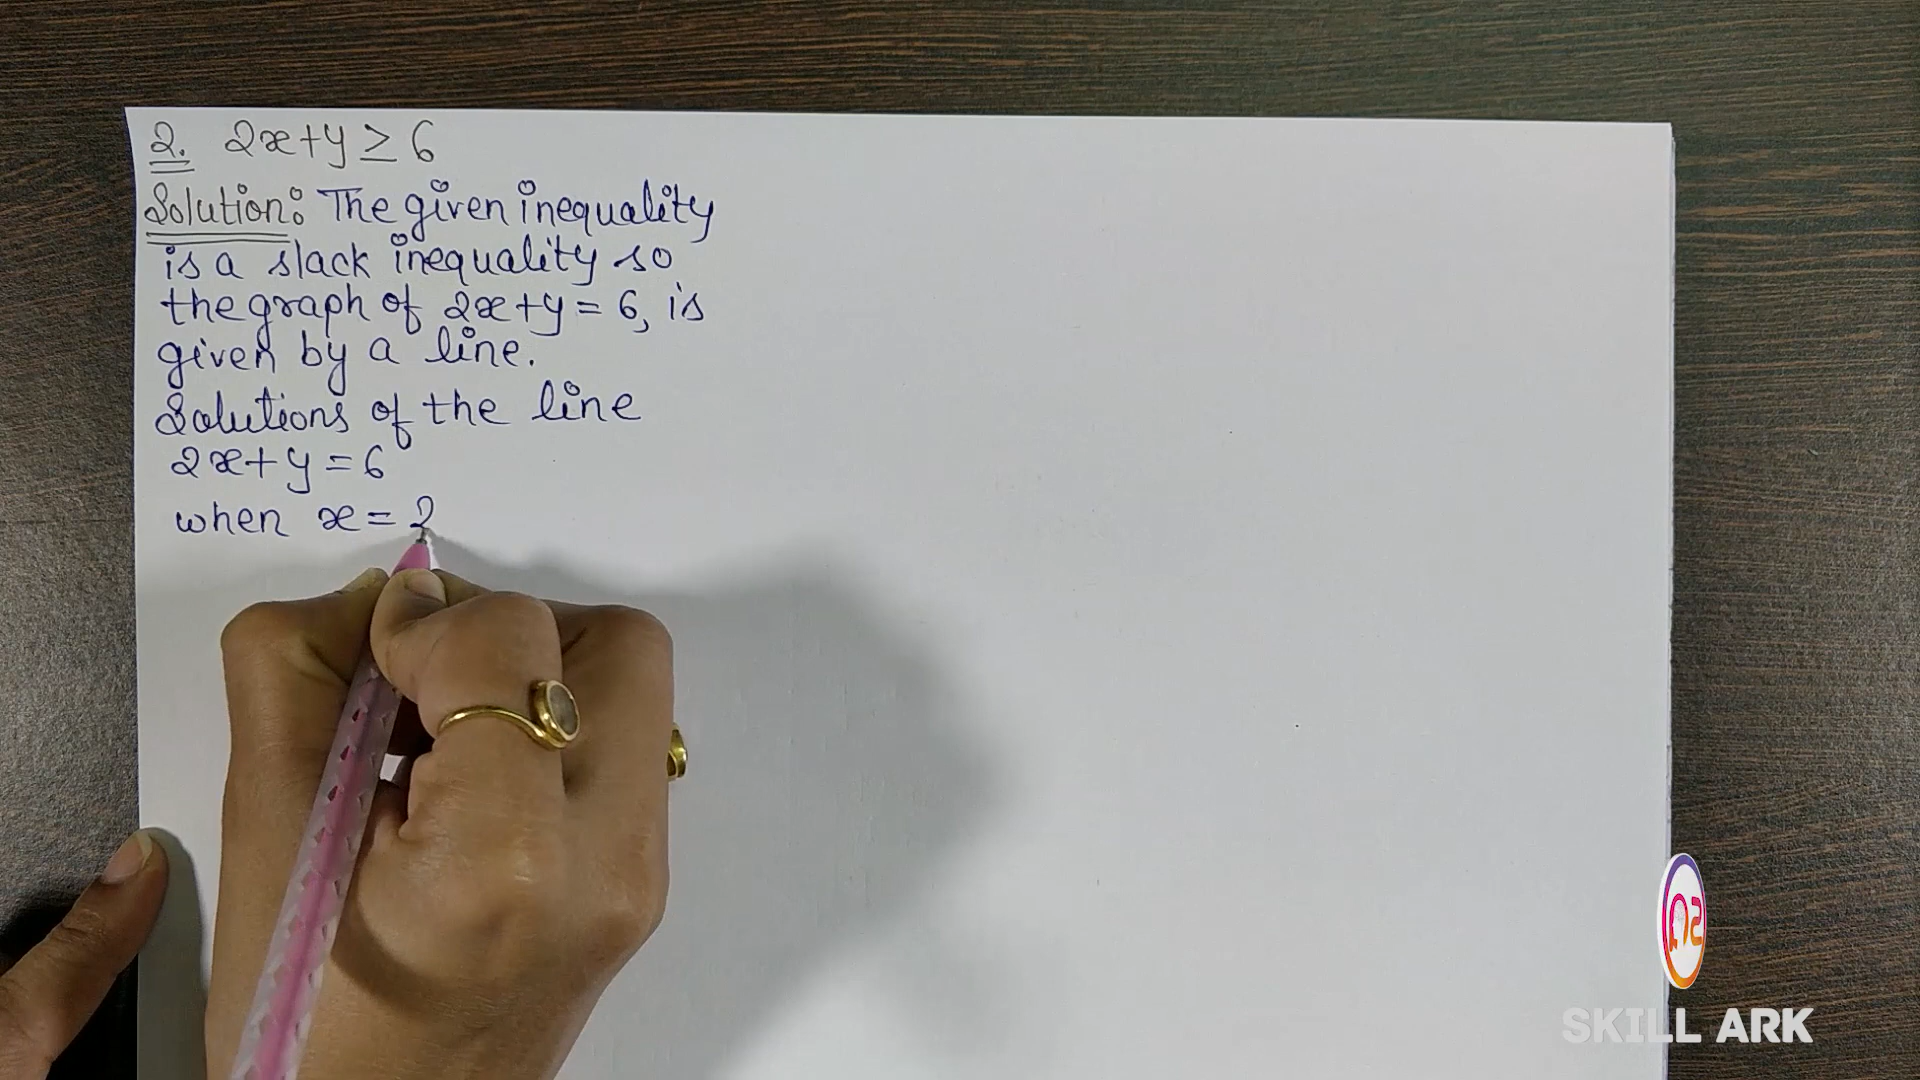 2. 2x+y ≥ 6
Solution: The given inequality
is a slack inequality so
the graph of 2x+y = 6, is
given by a line.
Solutions of the line
2x+y = 6
when x = 2
SKILL ARK